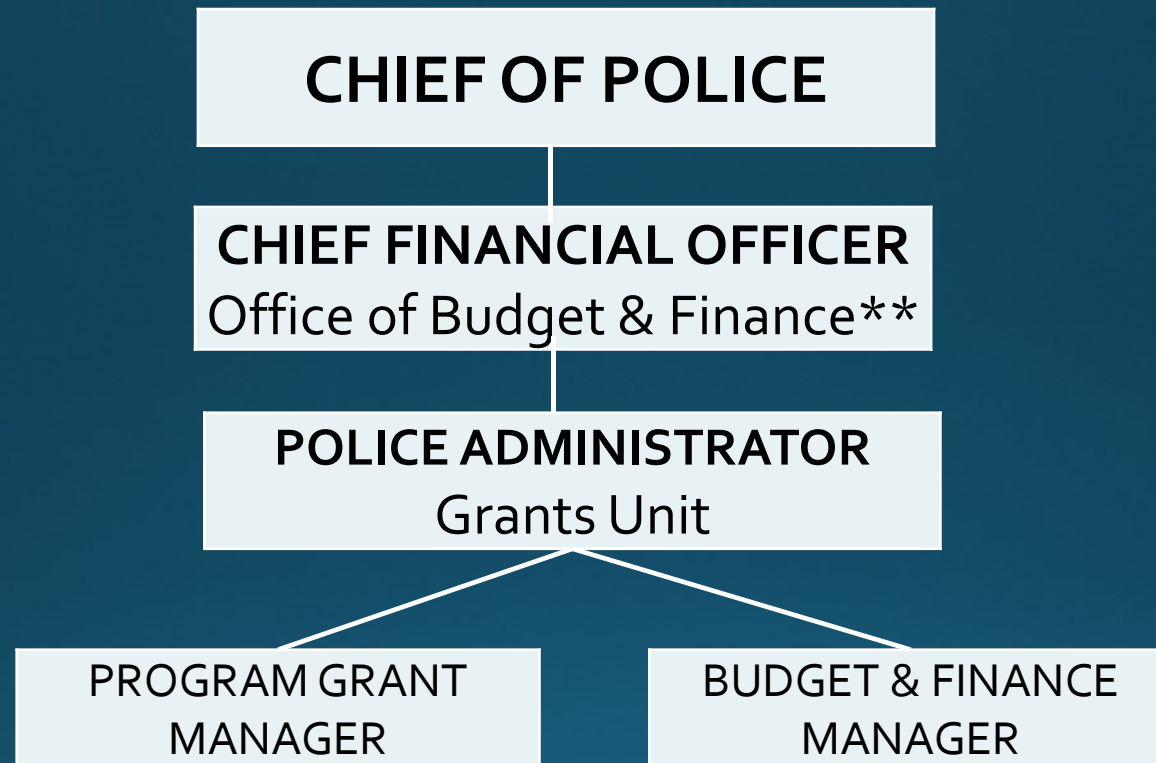 CHIEF OF POLICE
CHIEF FINANCIAL OFFICER
Office of Budget & Finance**
POLICE ADMINISTRATOR
Grants Unit
PROGRAM GRANT
MANAGER
BUDGET & FINANCE
MANAGER